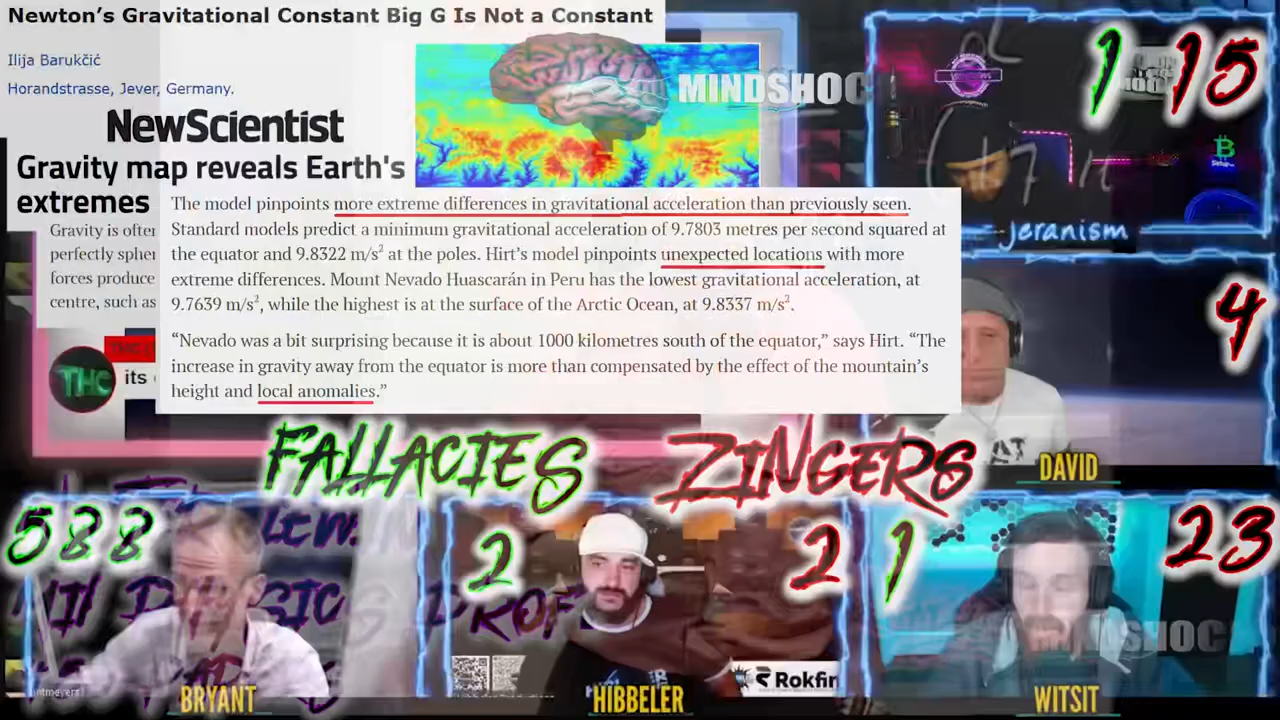 Newton's Gravitational Constant Big G Is Not a Constant
Ilija Barukčić
Horandstrasse, Jever, Germany.
NewScientist
Gravity map reveals Earth's
extremes
MINDSHOC
1 15
jeranism
Gravity is ofter
perfectly spher
forces produce
centre, such as
The model pinpoints more extreme differences in gravitational acceleration than previously seen.
Standard models predict a minimum gravitational acceleration of 9.7803 metres per second squared at
the equator and 9.8322 m/s² at the poles. Hirt's model pinpoints unexpected locations with more
extreme differences. Mount Nevado Huascarán in Peru has the lowest gravitational acceleration, at
9.7639 m/s², while the highest is at the surface of the Arctic Ocean, at 9.8337 m/s².
“Nevado was a bit surprising because it is about 1000 kilometres south of the equator,” says Hirt. “The
increase in gravity away from the equator is more than compensated by the effect of the mountain's
height and local anomalies.”
THC
its
4
DAVID
FALLACIES ZINGERS
588
BRYANT
2 2
Rokfin
HIBBELER
1 23
MINDSHOC
WITSIT